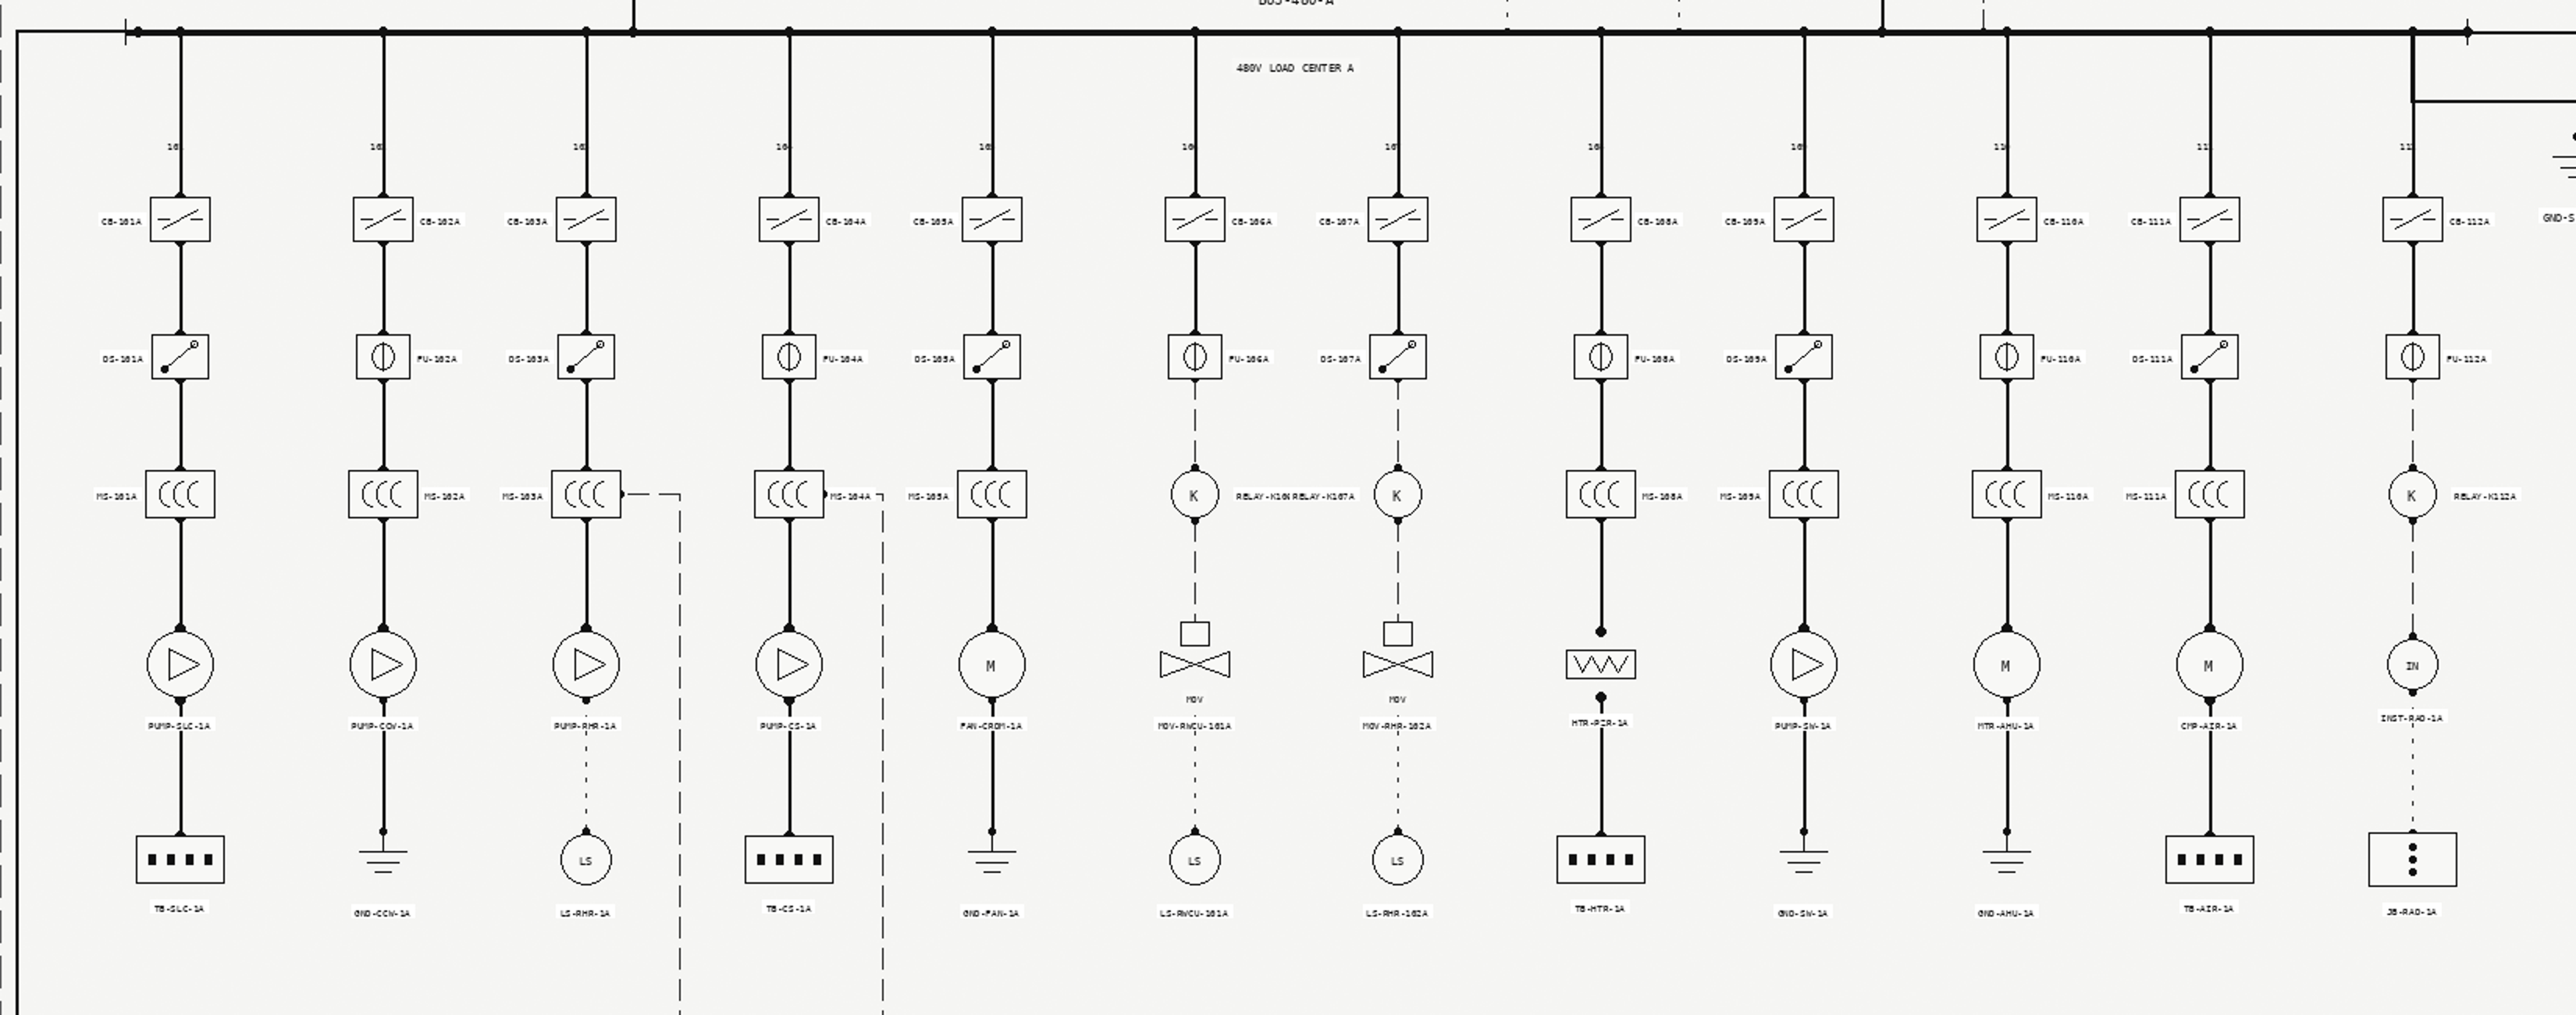 BUS-480-A
480V LOAD CENTER A
CB-101A
CB-102A
CB-103A
CB-104A
CB-105A
CB-106A
CB-107A
CB-108A
CB-109A
CB-110A
CB-111A
CB-112A
GND-S
DS-101A
FU-102A
DS-103A
FU-104A
DS-105A
FU-106A
DS-107A
FU-108A
DS-109A
FU-110A
DS-111A
FU-112A
MS-101A
MS-102A
MS-103A
MS-104A
MS-105A
K
RELAY-K10
RELAY-K107A
K
MS-108A
MS-109A
MS-110A
MS-111A
K
RELAY-K112A
M
M
M
IN
MOV
MOV
PUMP-SLC-1A
PUMP-CCW-1A
PUMP-RHR-1A
PUMP-CS-1A
FAN-CRDM-1A
MOV-RWCU-101A
MOV-RHR-102A
HTR-PZR-1A
PUMP-SW-1A
MTR-AHU-1A
CMP-AIR-1A
INST-RAD-1A
LS
LS
LS
TB-SLC-1A
GND-CCW-1A
LS-RHR-1A
TB-CS-1A
GND-FAN-1A
LS-RWCU-101A
LS-RHR-102A
TB-HTR-1A
GND-SW-1A
GND-AHU-1A
TB-AIR-1A
JB-RAD-1A